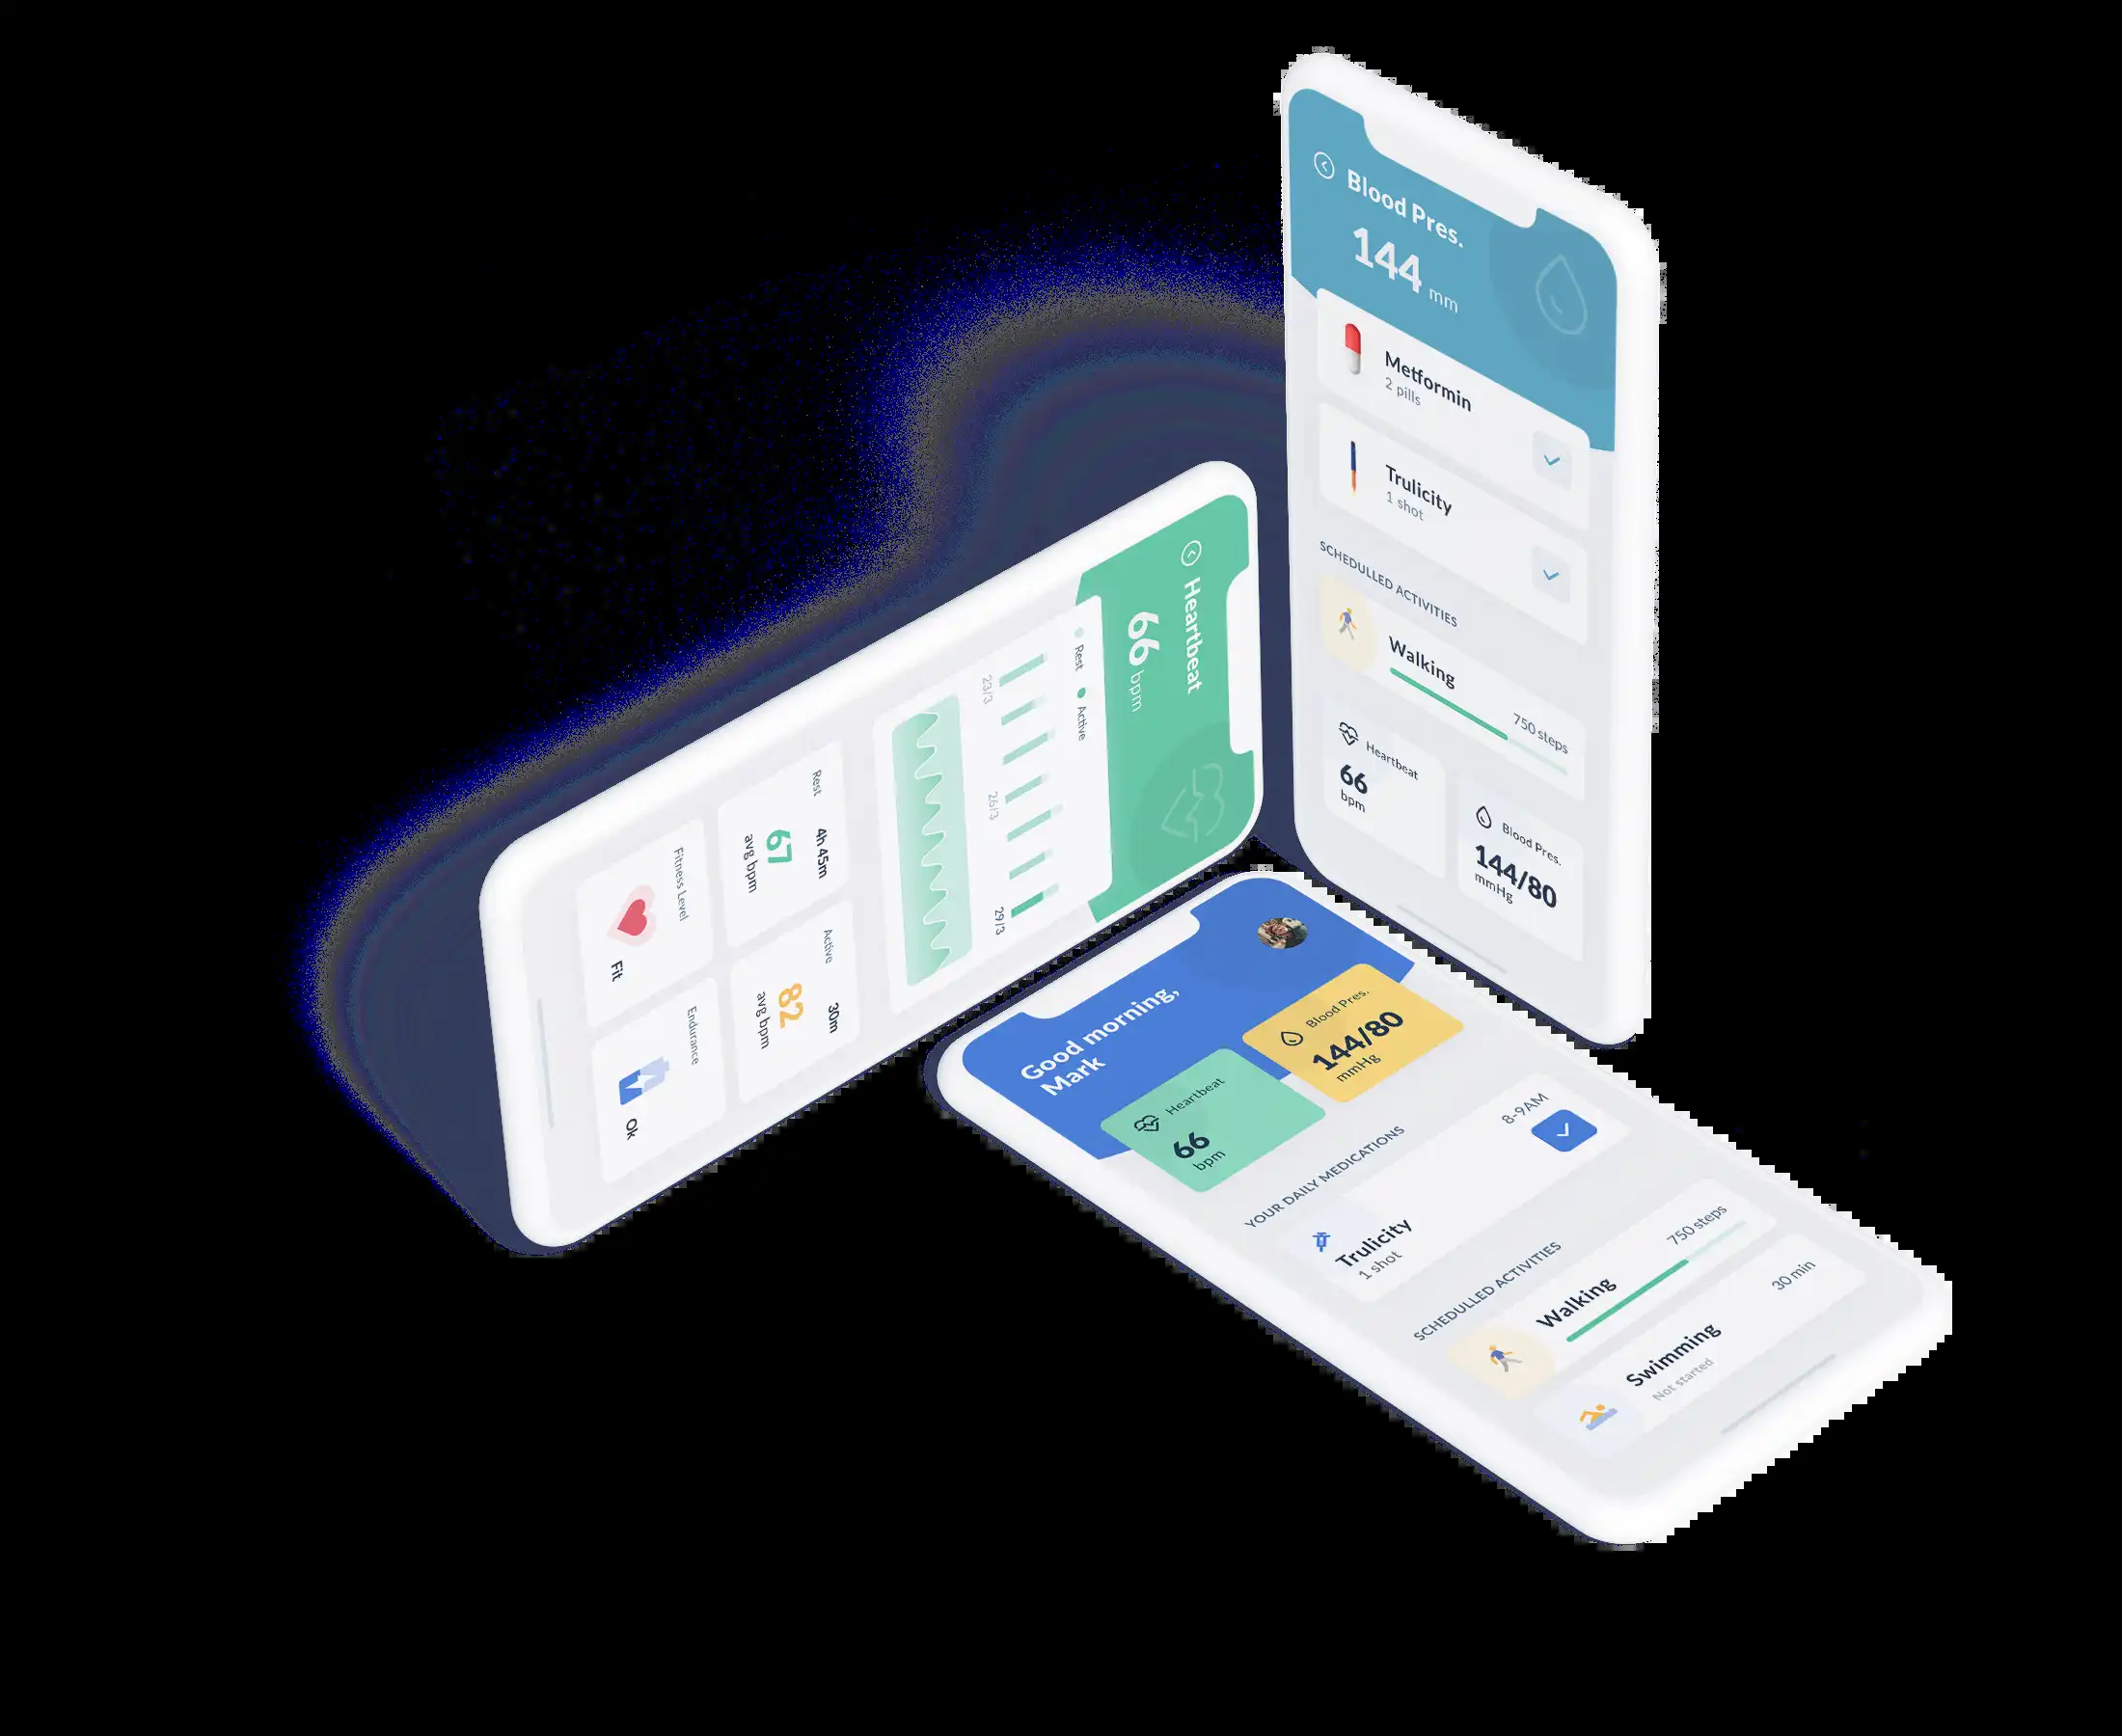 Blood Pres.
144 mm
Metformin
2 pills
Trulicity
1 shot
SCHEDULLED ACTIVITIES
Walking
750 steps
Heartbeat
66
bpm
Blood Pres.
144/80
mmHg
Heartbeat
66 bpm
Rest
Active
23/3
26/3
29/3
Rest
4h 45m
67
avg bpm
Active
30m
82
avg bpm
Fitness Level
Fit
Endurance
Ok
Good morning,
Mark
Heartbeat
66
bpm
Blood Pres.
144/80
mmHg
YOUR DAILY MEDICATIONS
8-9AM
Trulicity
1 shot
SCHEDULLED ACTIVITIES
Walking
750 steps
Swimming
Not started
30 min